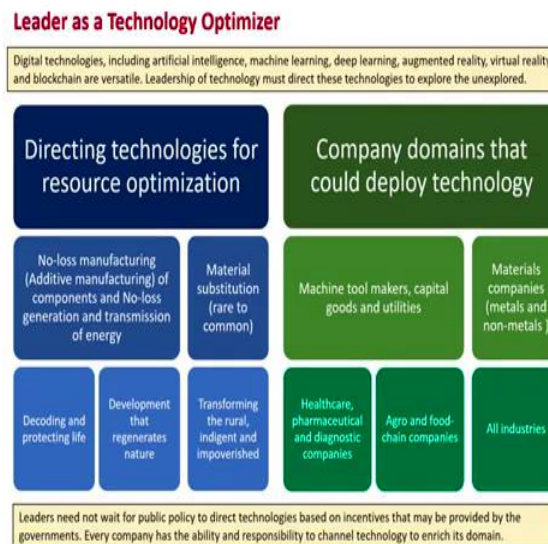 Leader as a Technology Optimizer
Digital technologies, including artificial intelligence, machine learning, deep learning, augmented reality, virtual reality
and blockchain are versatile. Leadership of technology must direct these technologies to explore the unexplored.
Directing technologies for
resource optimization
Company domains that
could deploy technology
No-loss manufacturing
(Additive manufacturing) of
components and No-loss
generation and transmission
of energy
Material
substitution
(rare to
common)
Machine tool makers, capital
goods and utilities
Materials
companies
(metals and
non-metals )
Decoding and
protecting life
Development
that
regenerates
nature
Transforming
the rural,
indigent and
impoverished
Healthcare,
pharmaceutical
and diagnostic
companies
Agro and food-
chain companies
All industries
Leaders need not wait for public policy to direct technologies based on incentives that may be provided by the
governments. Every company has the ability and responsibility to channel technology to enrich its domain.